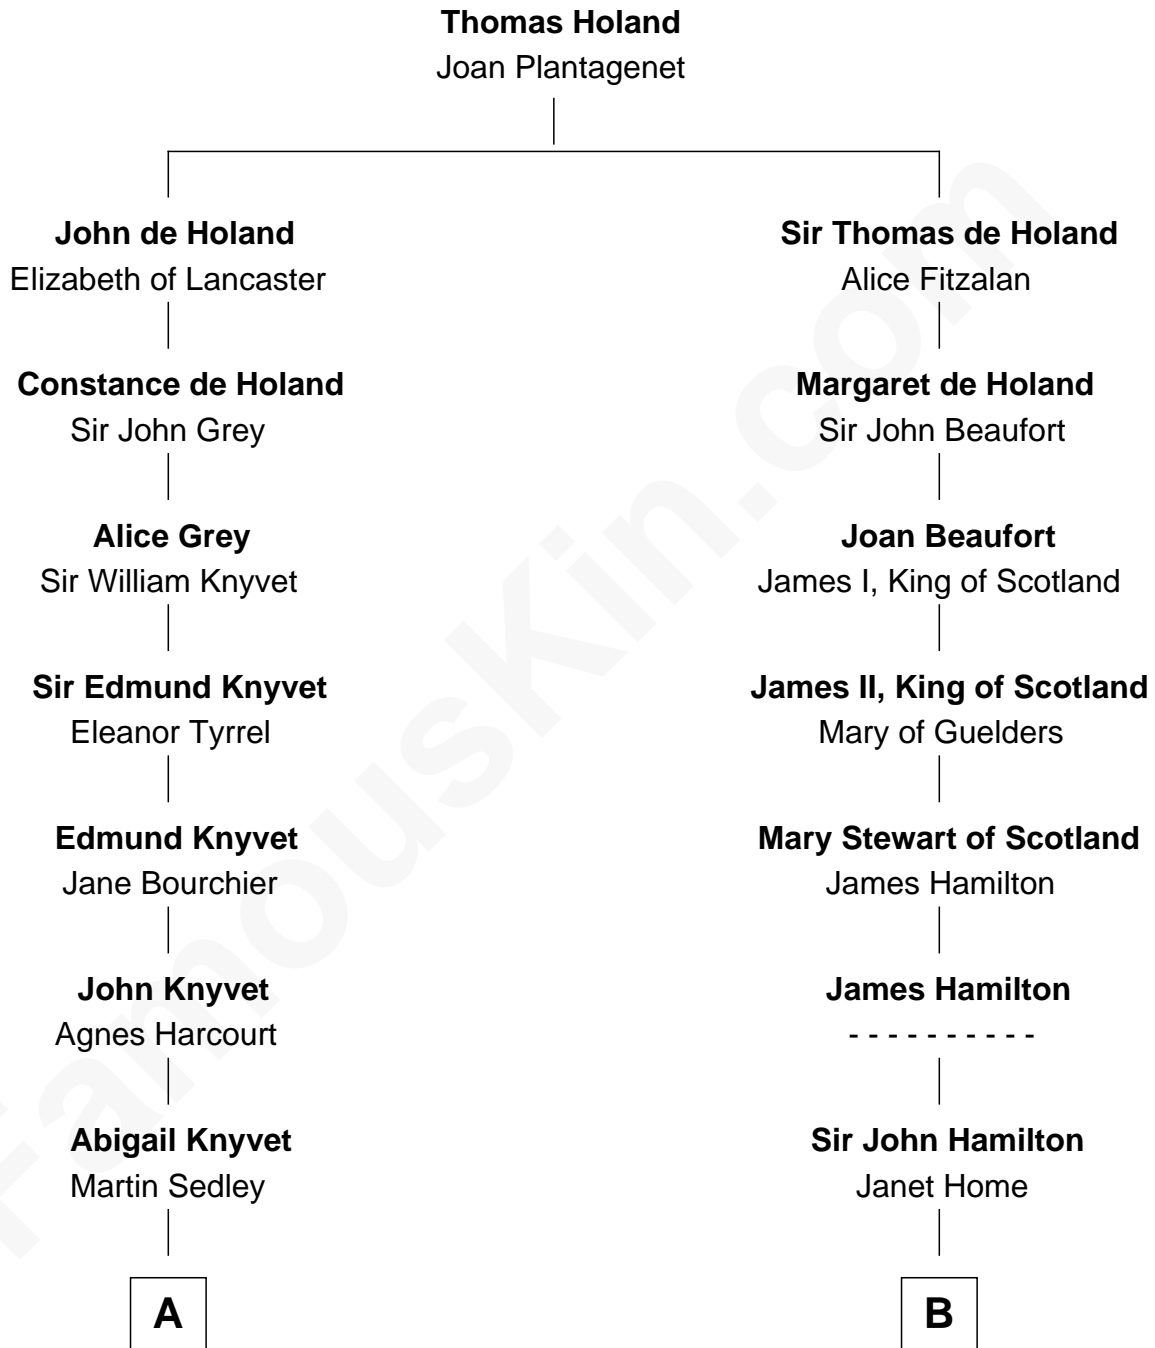 Thomas Holand
Joan Plantagenet
John de Holand
Elizabeth of Lancaster
Sir Thomas de Holand
Alice Fitzalan
Constance de Holand
Sir John Grey
Margaret de Holand
Sir John Beaufort
Alice Grey
Sir William Knyvet
Joan Beaufort
James I, King of Scotland
Sir Edmund Knyvet
Eleanor Tyrrel
James II, King of Scotland
Mary of Guelders
Edmund Knyvet
Jane Bourchier
Mary Stewart of Scotland
James Hamilton
John Knyvet
Agnes Harcourt
James Hamilton
- - - - - - - - - -
Abigail Knyvet
Martin Sedley
Sir John Hamilton
Janet Home
A
B
FamousKin.com